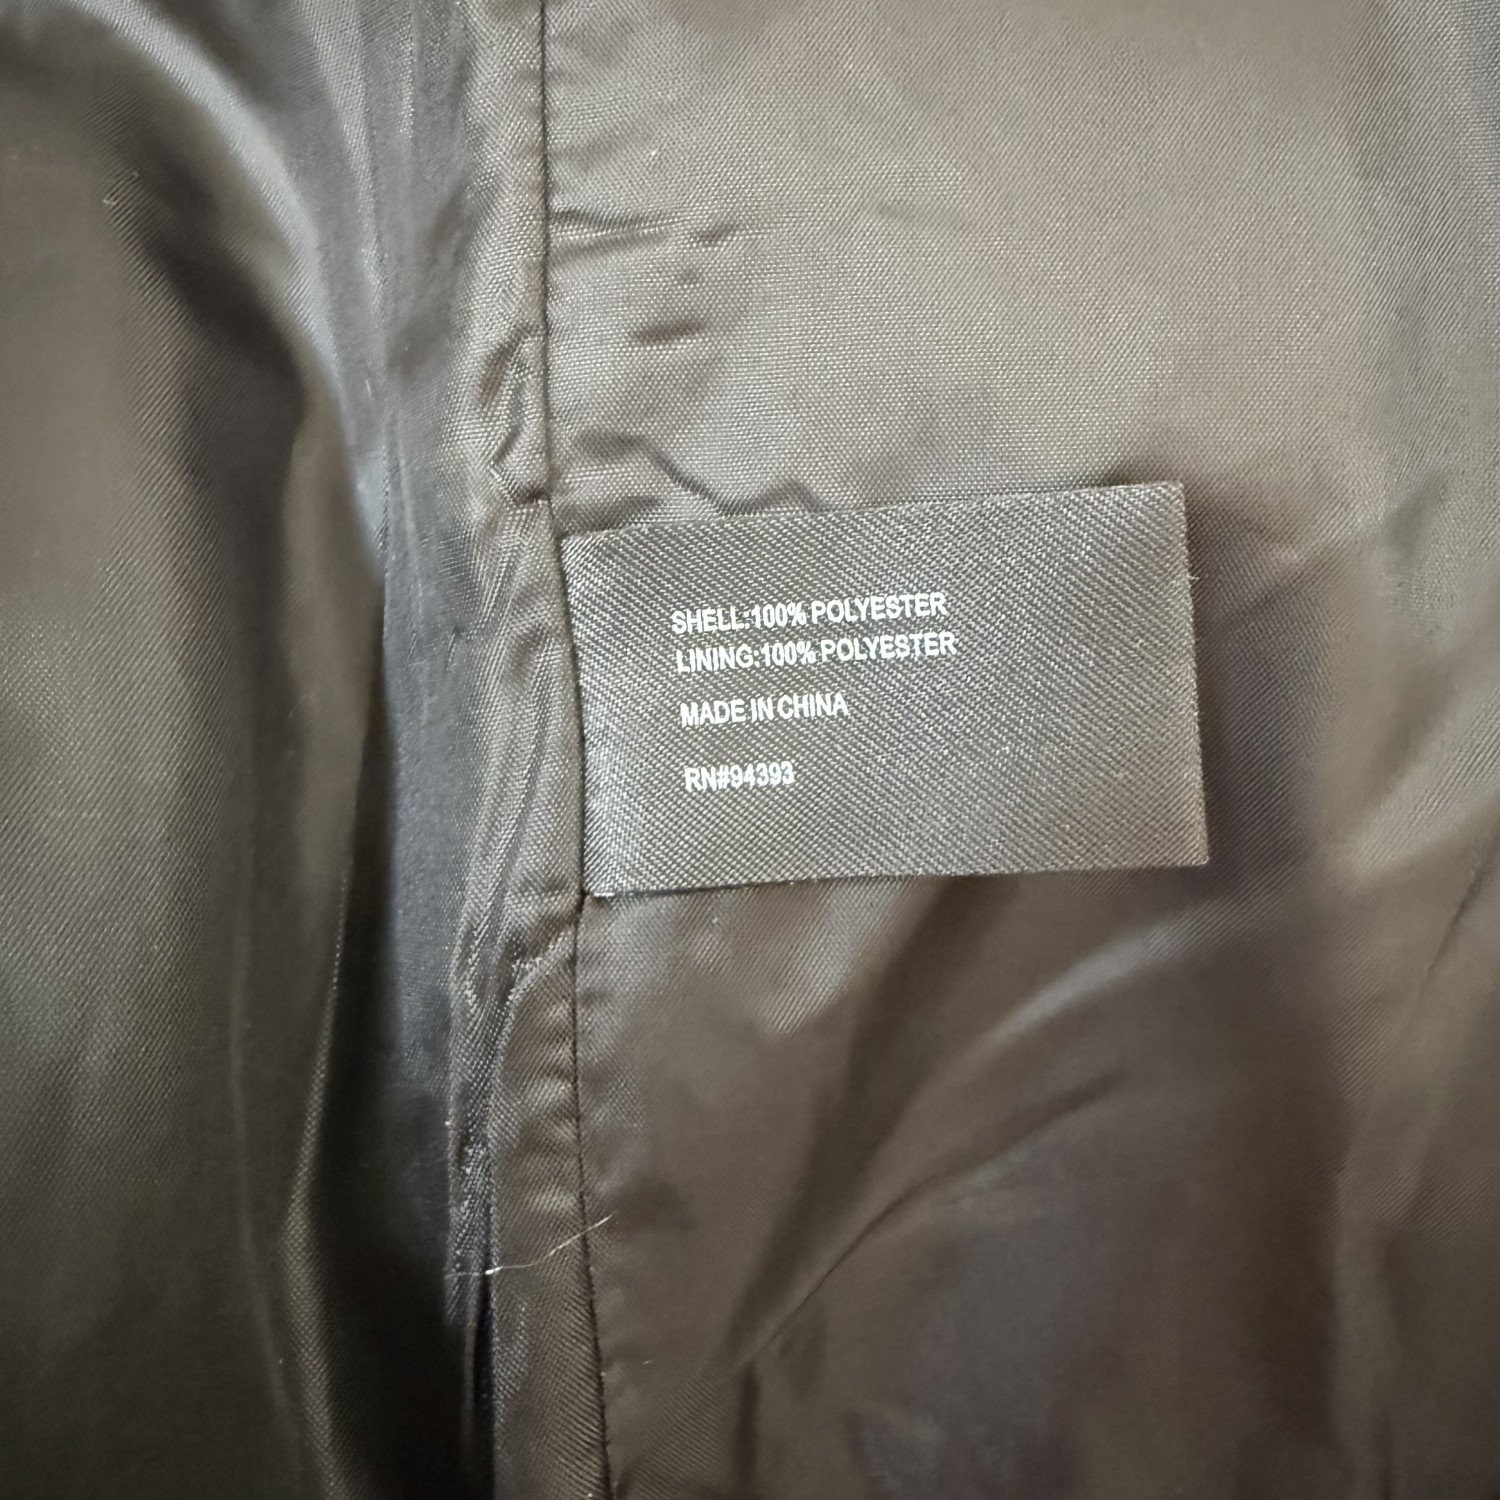 SHELL:100% POLYESTER
LINING:100% POLYESTER
MADE IN CHINA
RN#94393